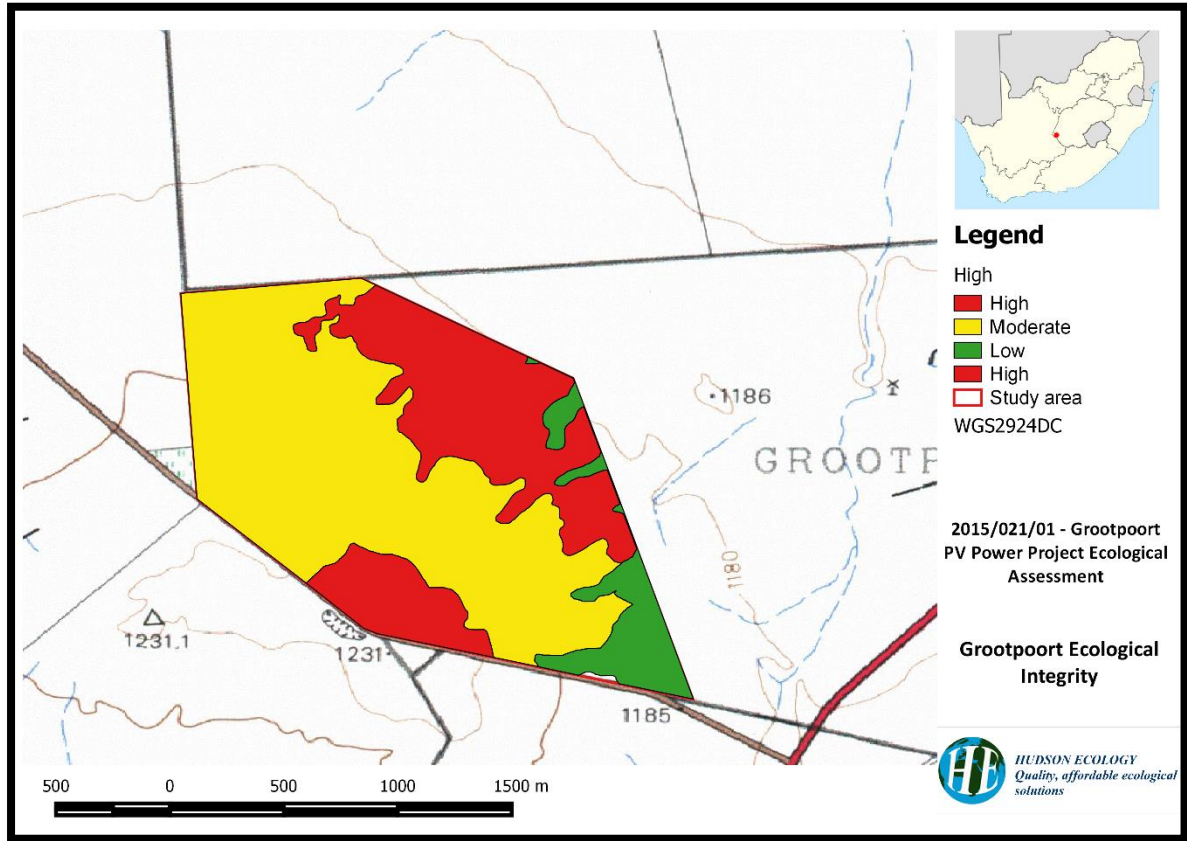 1186
GROOTP
1180
1231.1
1231
1185
500 0 500 1000 1500 m
Legend
High
High
Moderate
Low
High
Study area
WGS2924DC
2015/021/01 - Grootpoort
PV Power Project Ecological
Assessment
Grootpoort Ecological
Integrity
HE
HUDSON ECOLOGY
Quality, affordable ecological
solutions